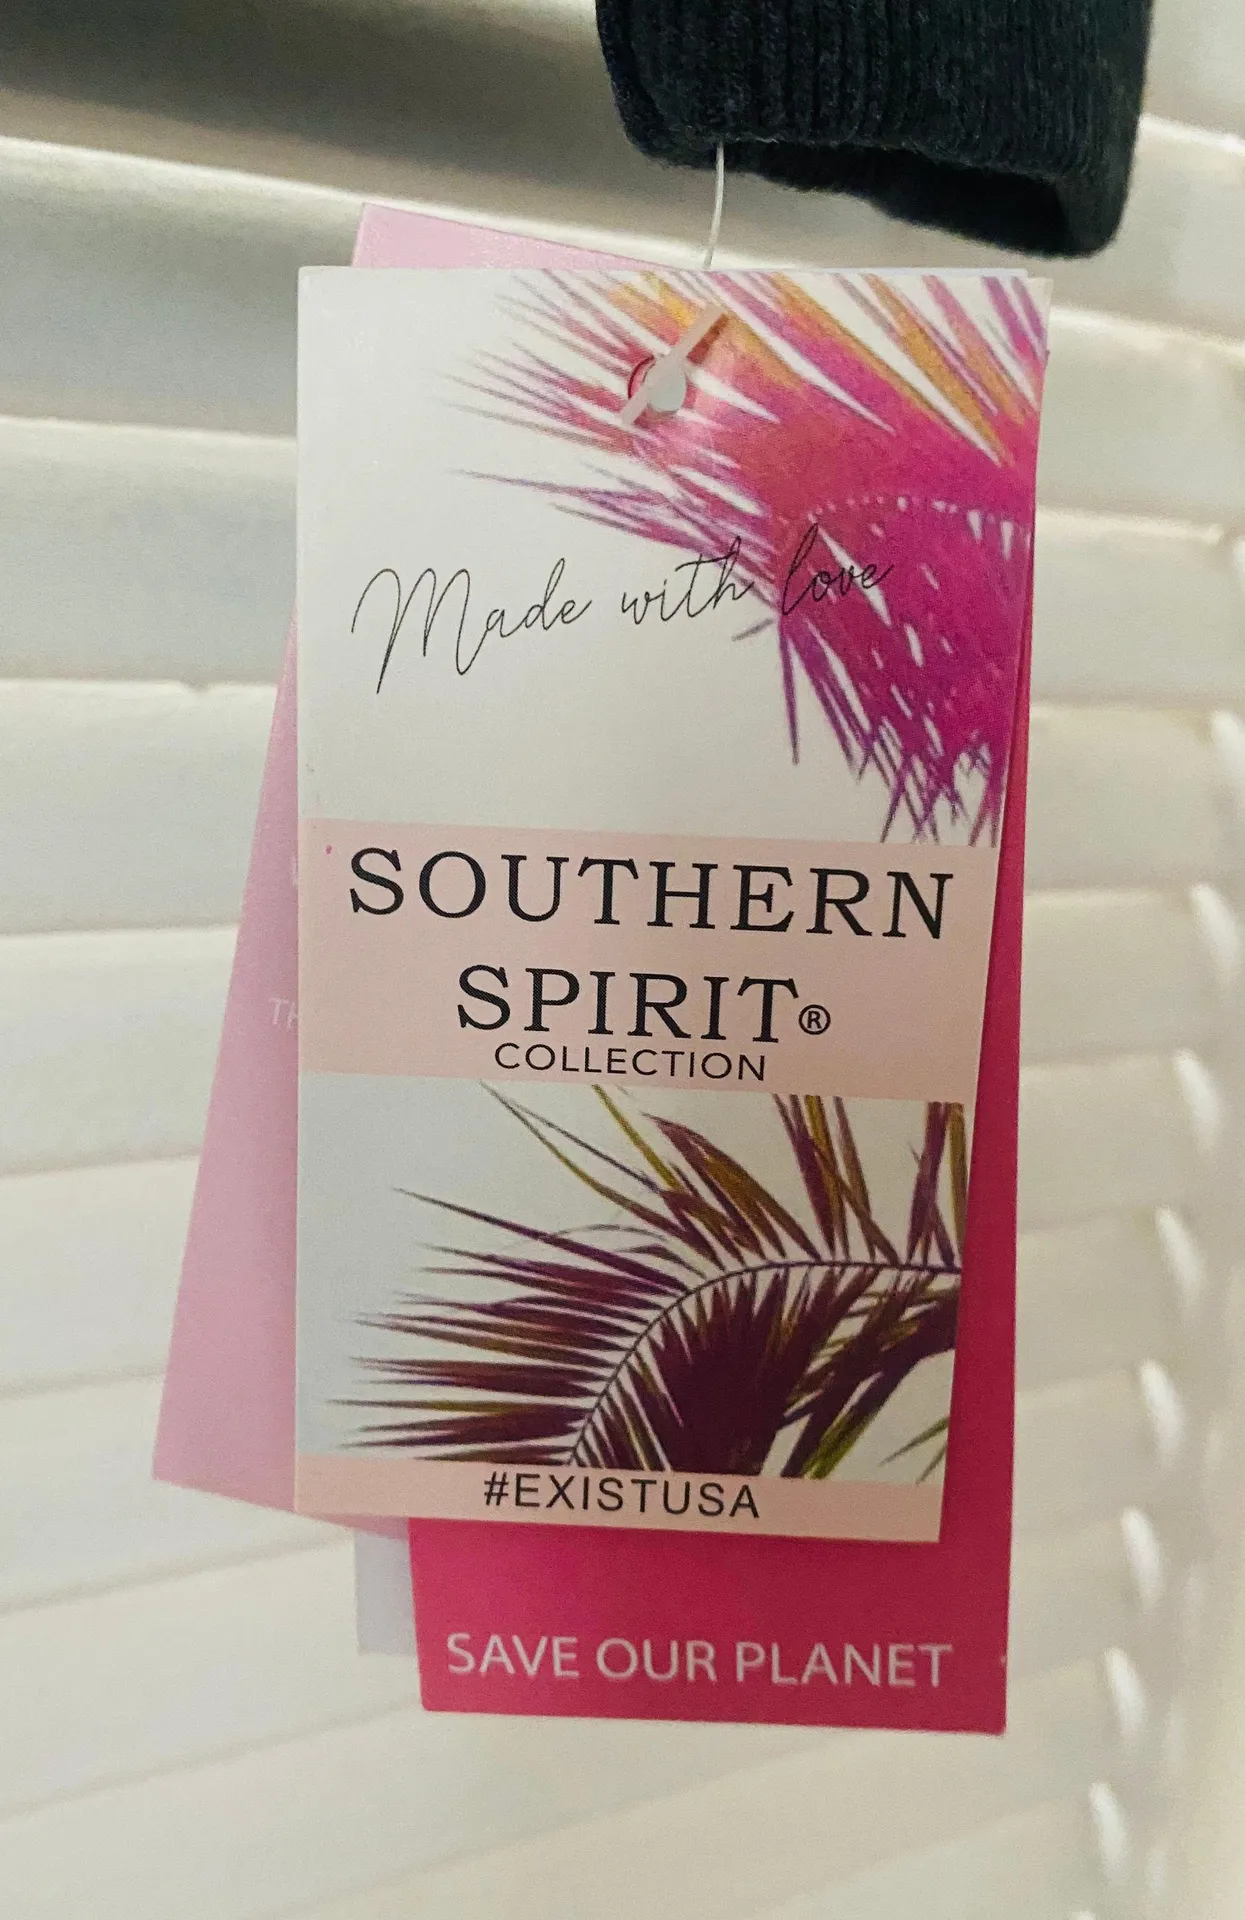 Made with love
SOUTHERN
SPIRIT®
COLLECTION
#EXISTUSA
SAVE OUR PLANET